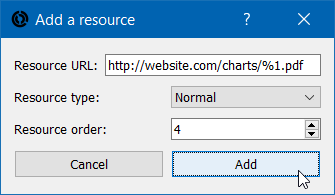 Add a resource ?
Resource URL: http://website.com/charts/%1.pdf
Resource type: Normal
Resource order: 4
Cancel Add